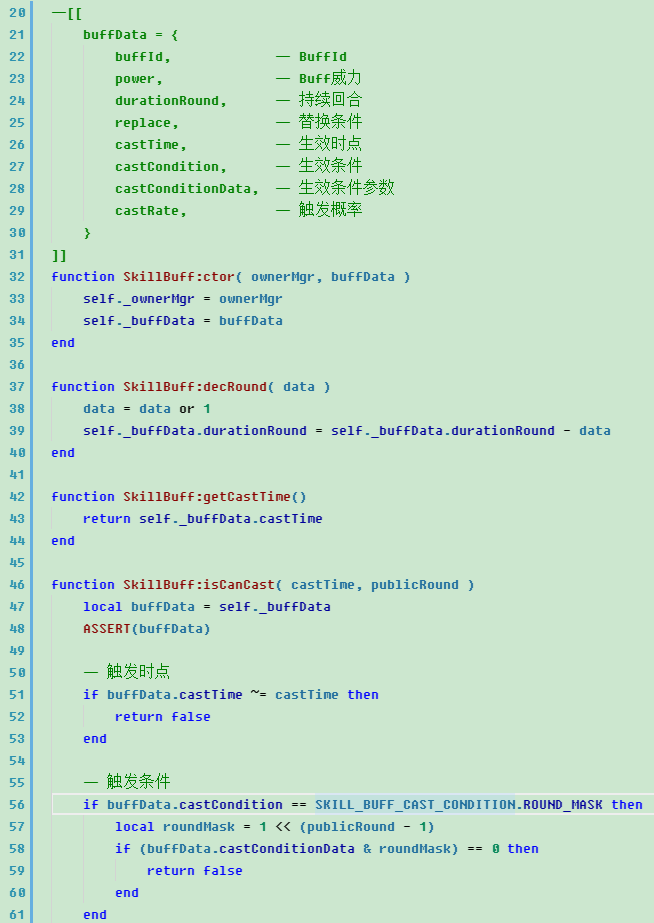 20 —[[
21 buffData = {
22 buffId, — BuffId
23 power, — Buff威力
24 durationRound, — 持续回合
25 replace, — 替换条件
26 castTime, — 生效时点
27 castCondition, — 生效条件
28 castConditionData, — 生效条件参数
29 castRate, — 触发概率
30 }
31 ]]
32 function SkillBuff:ctor( ownerMgr, buffData )
33 self._ownerMgr = ownerMgr
34 self._buffData = buffData
35 end
36
37 function SkillBuff:decRound( data )
38 data = data or 1
39 self._buffData.durationRound = self._buffData.durationRound - data
40 end
41
42 function SkillBuff:getCastTime()
43 return self._buffData.castTime
44 end
45
46 function SkillBuff:isCanCast( castTime, publicRound )
47 local buffData = self._buffData
48 ASSERT(buffData)
49
50 — 触发时点
51 if buffData.castTime ~= castTime then
52 return false
53 end
54
55 — 触发条件
56 if buffData.castCondition == SKILL_BUFF_CAST_CONDITION.ROUND_MASK then
57 local roundMask = 1 << (publicRound - 1)
58 if (buffData.castConditionData & roundMask) == 0 then
59 return false
60 end
61 end